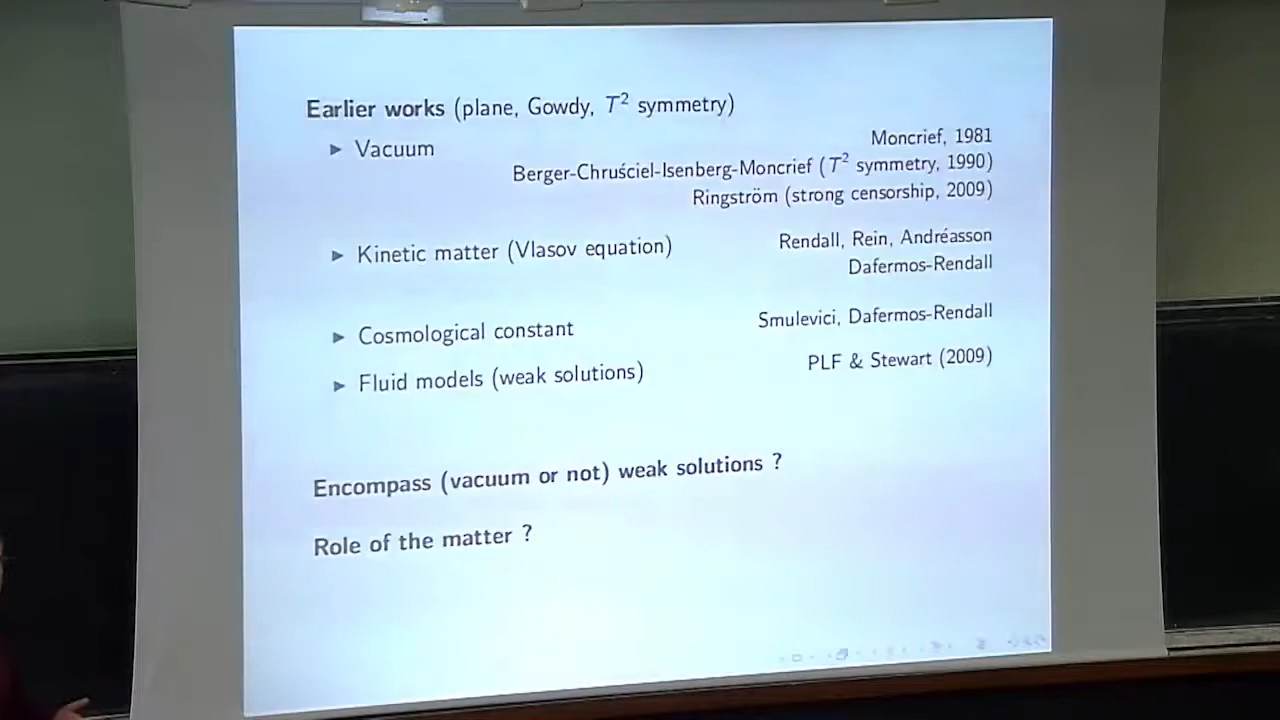 Earlier works (plane, Gowdy, T² symmetry)
► Vacuum
Moncrief, 1981
Berger-Chruściel-Isenberg-Moncrief (T² symmetry, 1990)
Ringström (strong censorship, 2009)
► Kinetic matter (Vlasov equation)
Rendall, Rein, Andréasson
Dafermos-Rendall
► Cosmological constant
Smulevici, Dafermos-Rendall
► Fluid models (weak solutions)
PLF & Stewart (2009)
Encompass (vacuum or not) weak solutions ?
Role of the matter ?